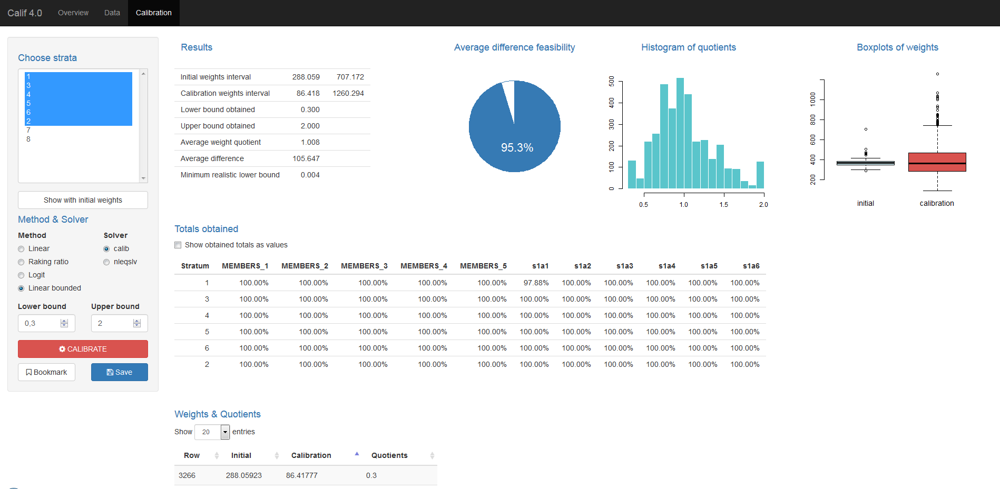 Calif 4.0 Overview Data Calibration
Choose strata
1
3
4
5
6
2
7
8
Show with initial weights
Method & Solver
Method Solver
Linear calib
Raking ratio nleqslv
Logit
Linear bounded
Lower bound Upper bound
0,3 2
CALIBRATE
Bookmark Save
Results
Initial weights interval 288.059 707.172
Calibration weights interval 86.418 1260.294
Lower bound obtained 0.300
Upper bound obtained 2.000
Average weight quotient 1.008
Average difference 105.647
Minimum realistic lower bound 0.004
Average difference feasibility
95.3%
Histogram of quotients
500
400
300
200
100
0
0.5 1.0 1.5 2.0
Boxplots of weights
1000
800
600
400
200
initial calibration
Totals obtained
Show obtained totals as values
Stratum MEMBERS_1 MEMBERS_2 MEMBERS_3 MEMBERS_4 MEMBERS_5 s1a1 s1a2 s1a3 s1a4 s1a5 s1a6
1 100.00% 100.00% 100.00% 100.00% 100.00% 97.88% 100.00% 100.00% 100.00% 100.00% 100.00%
3 100.00% 100.00% 100.00% 100.00% 100.00% 100.00% 100.00% 100.00% 100.00% 100.00% 100.00%
4 100.00% 100.00% 100.00% 100.00% 100.00% 100.00% 100.00% 100.00% 100.00% 100.00% 100.00%
5 100.00% 100.00% 100.00% 100.00% 100.00% 100.00% 100.00% 100.00% 100.00% 100.00% 100.00%
6 100.00% 100.00% 100.00% 100.00% 100.00% 100.00% 100.00% 100.00% 100.00% 100.00% 100.00%
2 100.00% 100.00% 100.00% 100.00% 100.00% 100.00% 100.00% 100.00% 100.00% 100.00% 100.00%
Weights & Quotients
Show 20 entries
Row Initial Calibration Quotients
3266 288.05923 86.41777 0.3